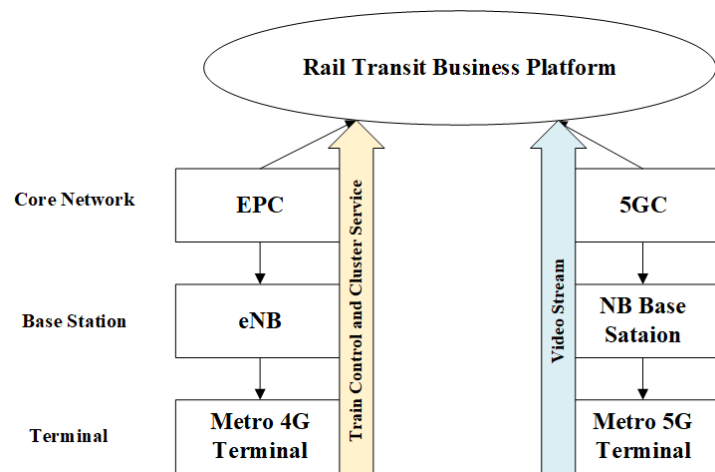 Rail Transit Business Platform
Core Network
EPC
5GC
Train Control and Cluster Service
Video Stream
Base Station
eNB
NB Base
Sataion
Terminal
Metro 4G
Terminal
Metro 5G
Terminal